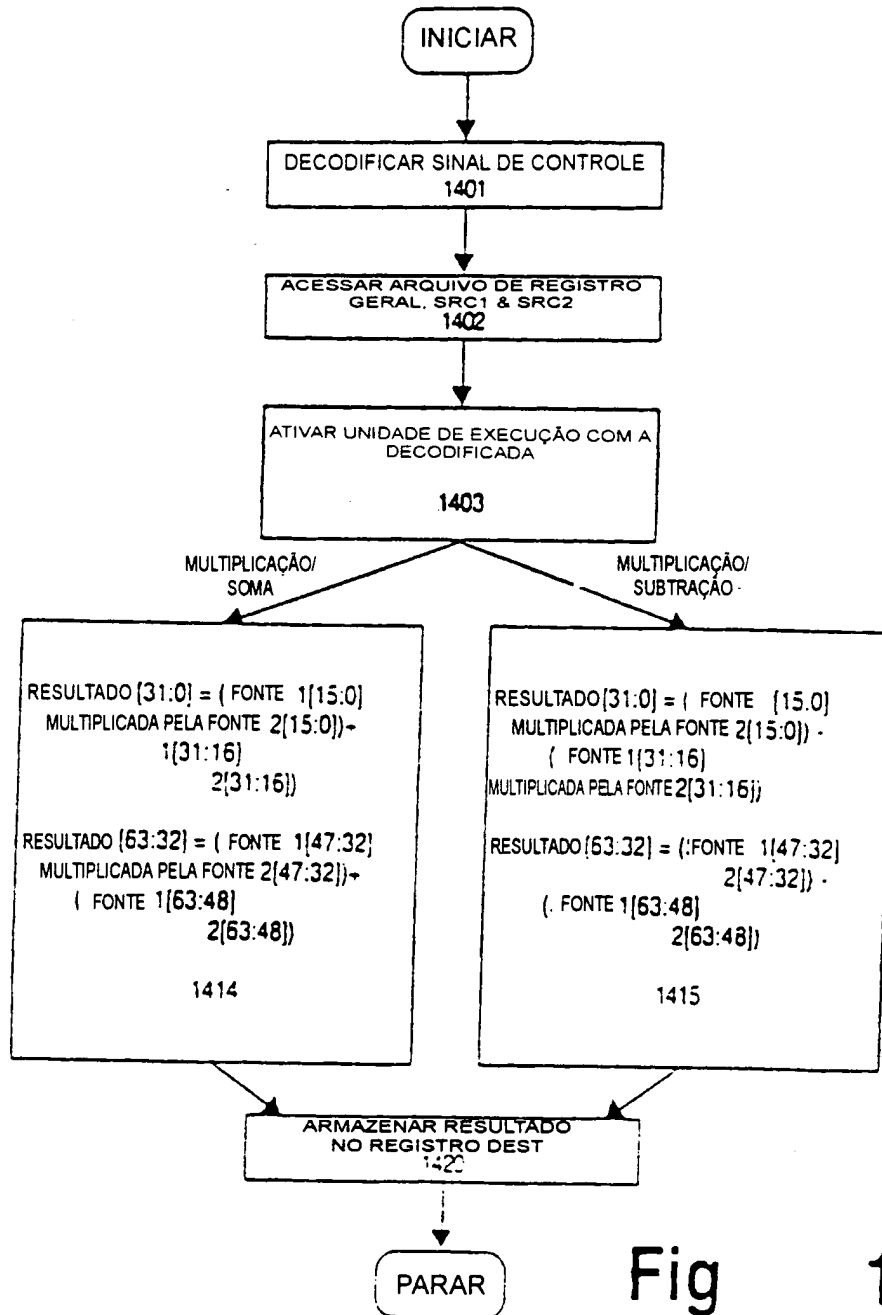 INICIAR
DECODIFICAR SINAL DE CONTROLE
1401
ACESSAR ARQUIVO DE REGISTRO
GERAL, SRC1 & SRC2
1402
ATIVAR UNIDADE DE EXECUÇÃO COM A
DECODIFICADA
1403
MULTIPLICAÇÃO/
SOMA
MULTIPLICAÇÃO/
SUBTRAÇÃO
RESULTADO [31:0] = ( FONTE 1[15:0]
MULTIPLICADA PELA FONTE 2[15:0])+
1[31:16]
2[31:16])
RESULTADO [63:32] = ( FONTE 1[47:32]
MULTIPLICADA PELA FONTE 2[47:32])+
( FONTE 1[63:48]
2[63:48])
1414
RESULTADO [31:0] = ( FONTE [15:0]
MULTIPLICADA PELA FONTE 2[15:0]) -
( FONTE 1[31:16]
MULTIPLICADA PELA FONTE 2[31:16])
RESULTADO [63:32] = ( FONTE 1[47:32]
2[47:32]) -
( FONTE 1[63:48]
2[63:48])
1415
ARMAZENAR RESULTADO
NO REGISTRO DEST
1420
PARAR
Fig